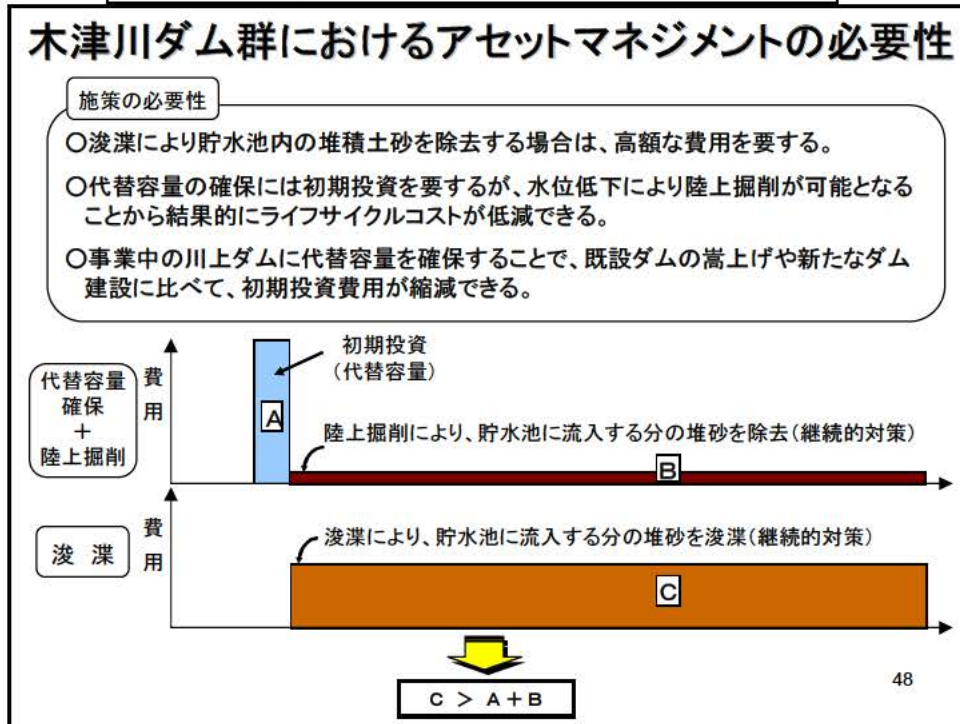 木津川ダム群におけるアセットマネジメントの必要性
施策の必要性
○浚渫により貯水池内の堆積土砂を除去する場合は、高額な費用を要する。
○代替容量の確保には初期投資を要するが、水位低下により陸上掘削が可能となる
ことから結果的にライフサイクルコストが低減できる。
○事業中の川上ダムに代替容量を確保することで、既設ダムの嵩上げや新たなダム
建設に比べて、初期投資費用が縮減できる。
代替容量
確保
+
陸上掘削
費用
初期投資
(代替容量)
A
陸上掘削により、貯水池に流入する分の堆砂を除去(継続的対策)
B
浚渫
費用
浚渫により、貯水池に流入する分の堆砂を浚渫(継続的対策)
C
C > A+B
48